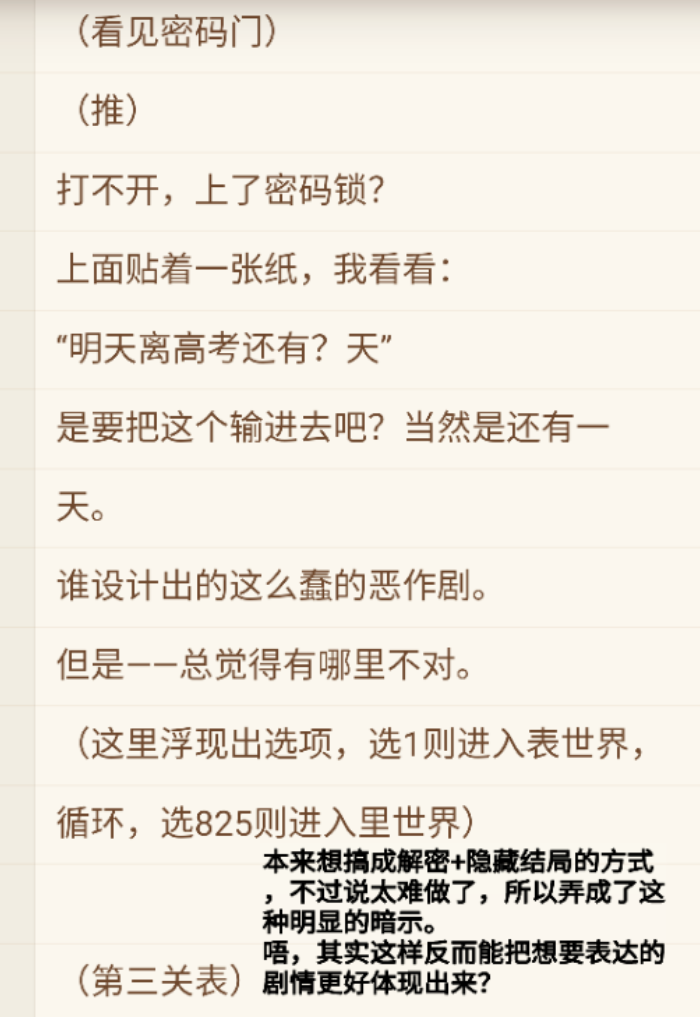 （看见密码门）
（推）
打不开，上了密码锁？
上面贴着一张纸，我看看：
“明天离高考还有？天”
是要把这个输进去吧？当然是还有一
天。
谁设计出的这么蠢的恶作剧。
但是——总觉得有哪里不对。
（这里浮现出选项，选1则进入表世界，
循环，选825则进入里世界）
本来想搞成解密+隐藏结局的方式
，不过说太难做了，所以弄成了这
种明显的暗示。
唔，其实这样反而能把想要表达的
剧情更好体现出来？
（第三关表）